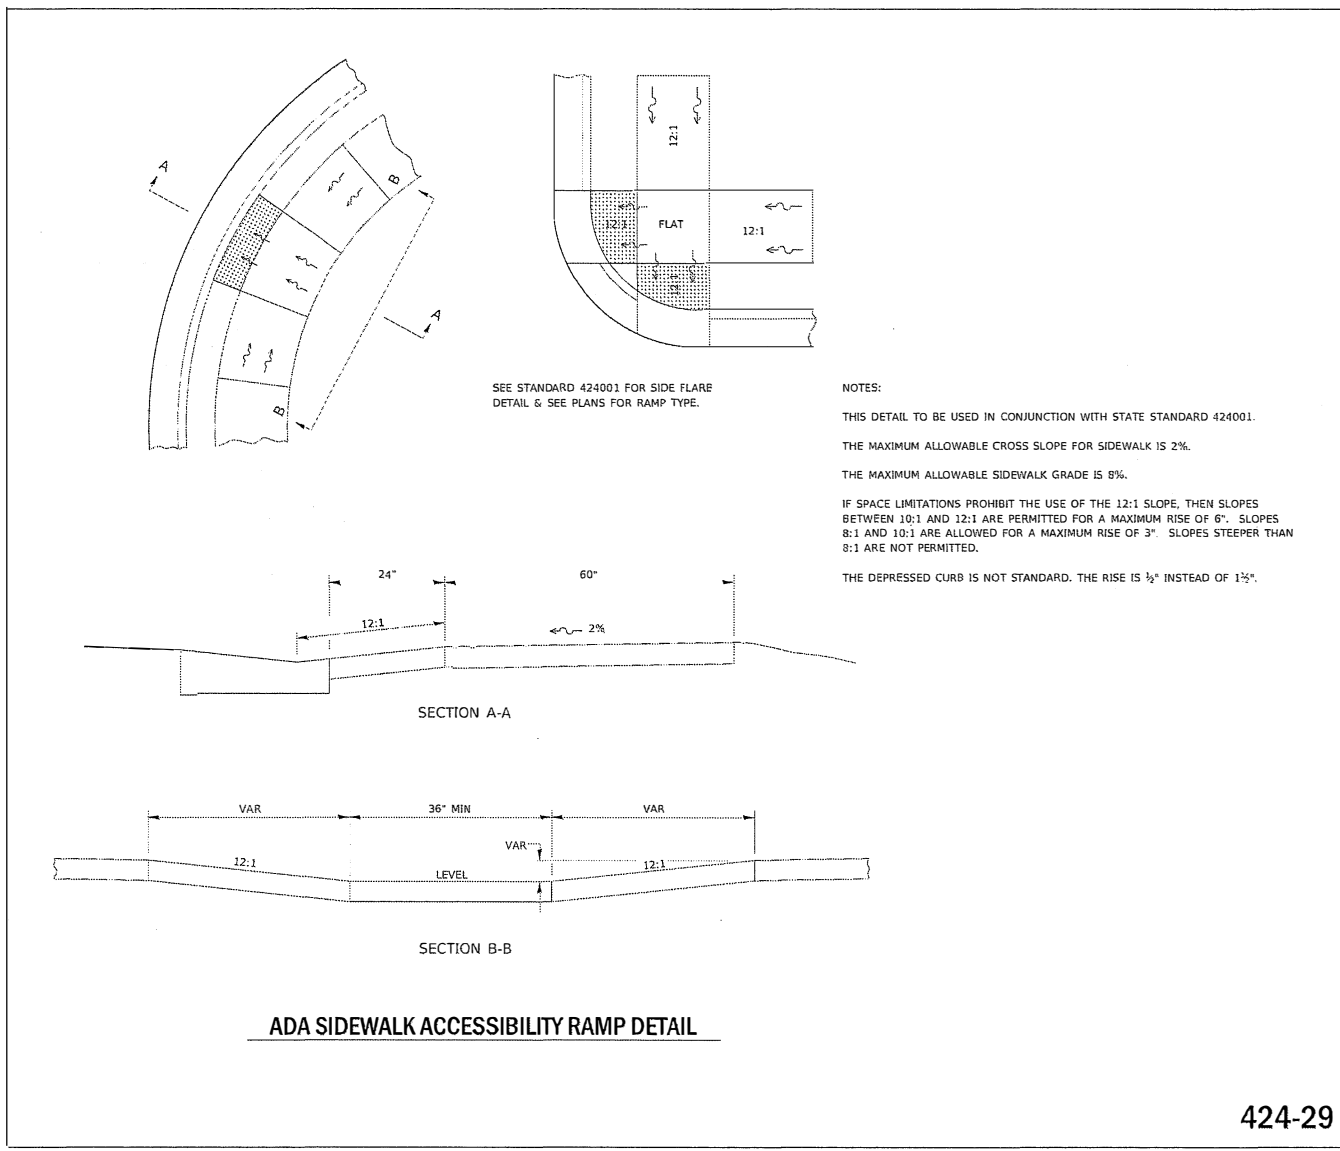 A
B
A
B
12:1
12:1
FLAT
12:1
12:1
SEE STANDARD 424001 FOR SIDE FLARE
DETAIL & SEE PLANS FOR RAMP TYPE.
NOTES:
THIS DETAIL TO BE USED IN CONJUNCTION WITH STATE STANDARD 424001.
THE MAXIMUM ALLOWABLE CROSS SLOPE FOR SIDEWALK IS 2%.
THE MAXIMUM ALLOWABLE SIDEWALK GRADE IS 8%.
IF SPACE LIMITATIONS PROHIBIT THE USE OF THE 12:1 SLOPE, THEN SLOPES
BETWEEN 10:1 AND 12:1 ARE PERMITTED FOR A MAXIMUM RISE OF 6". SLOPES
8:1 AND 10:1 ARE ALLOWED FOR A MAXIMUM RISE OF 3". SLOPES STEEPER THAN
8:1 ARE NOT PERMITTED.
THE DEPRESSED CURB IS NOT STANDARD. THE RISE IS ½" INSTEAD OF 1½".
24"
60"
12:1
2%
SECTION A-A
VAR
36" MIN
VAR
VAR
12:1
LEVEL
12:1
SECTION B-B
ADA SIDEWALK ACCESSIBILITY RAMP DETAIL
424-29